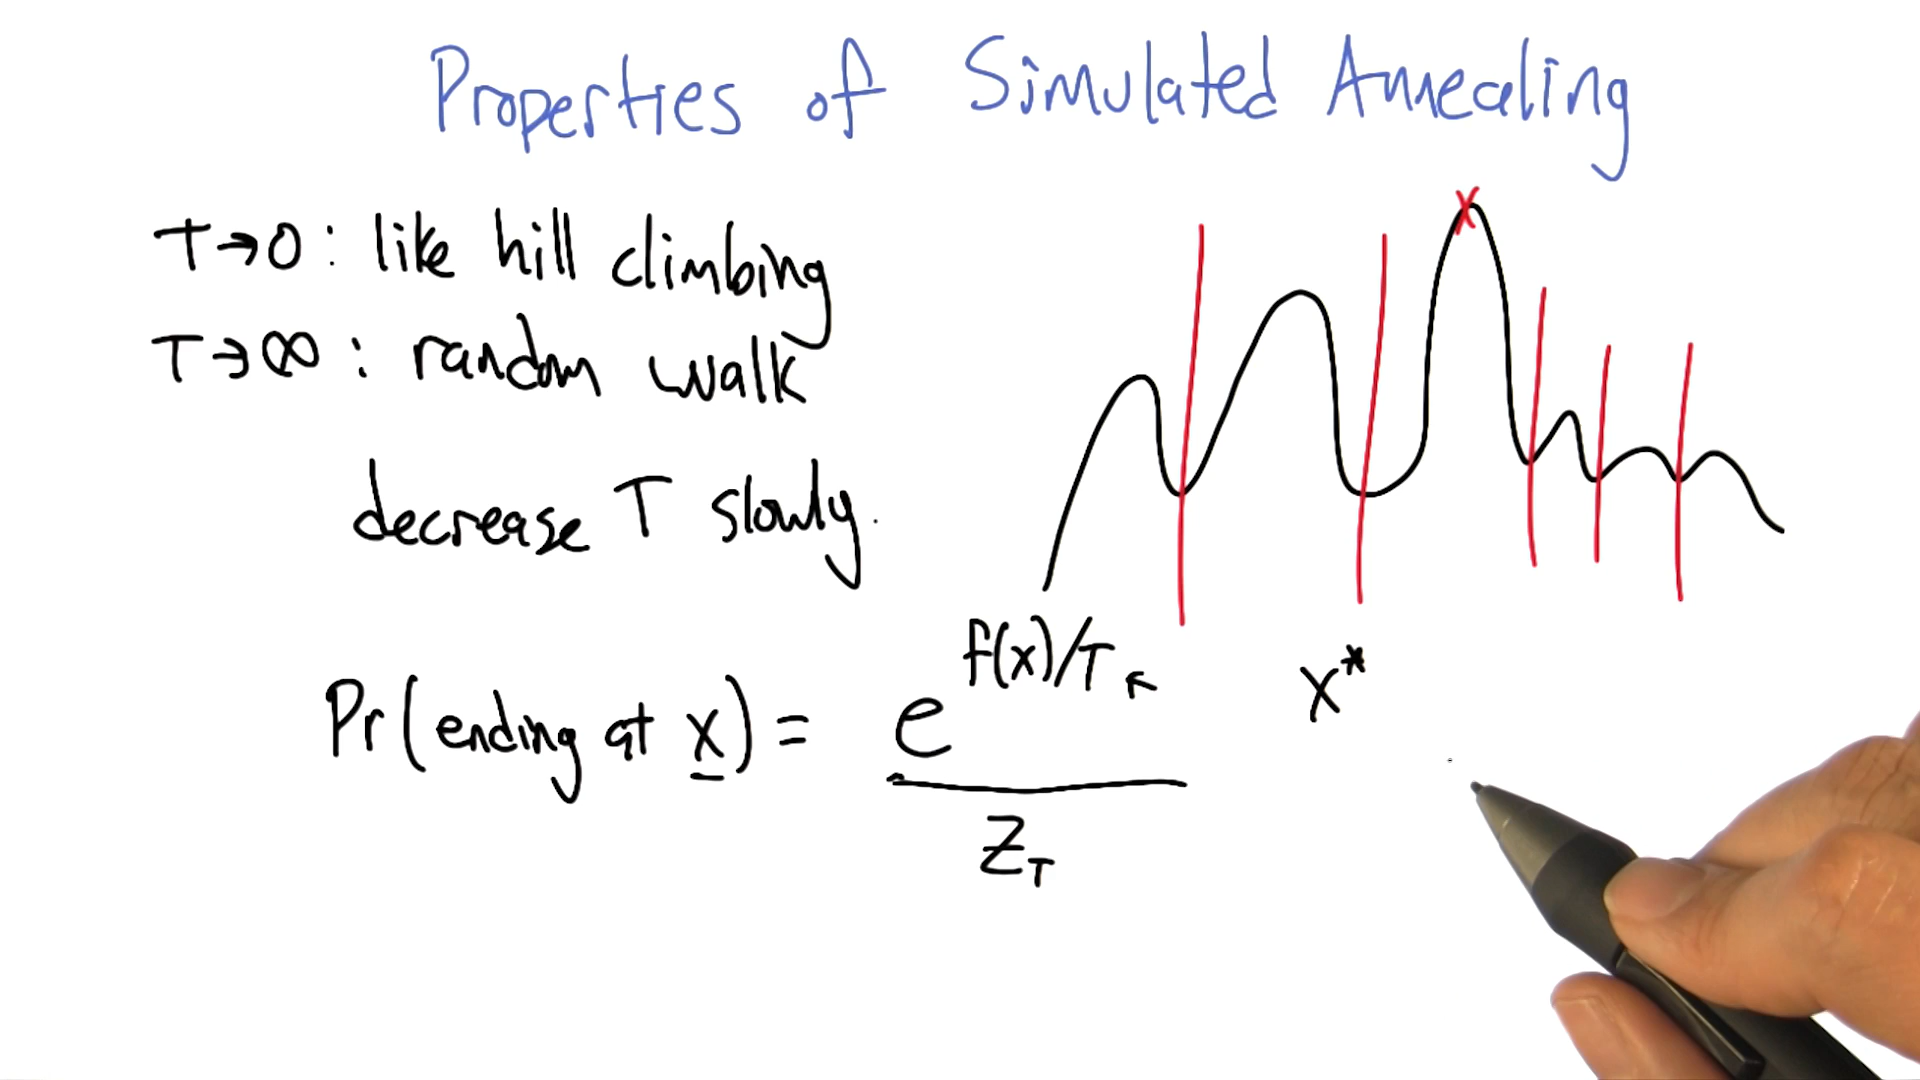 Properties of Simulated Annealing
T→0: like hill climbing
T→∞: random walk
decrease T slowly.
Pr(ending at x) = e^{f(x)/T} / Z_T
x*